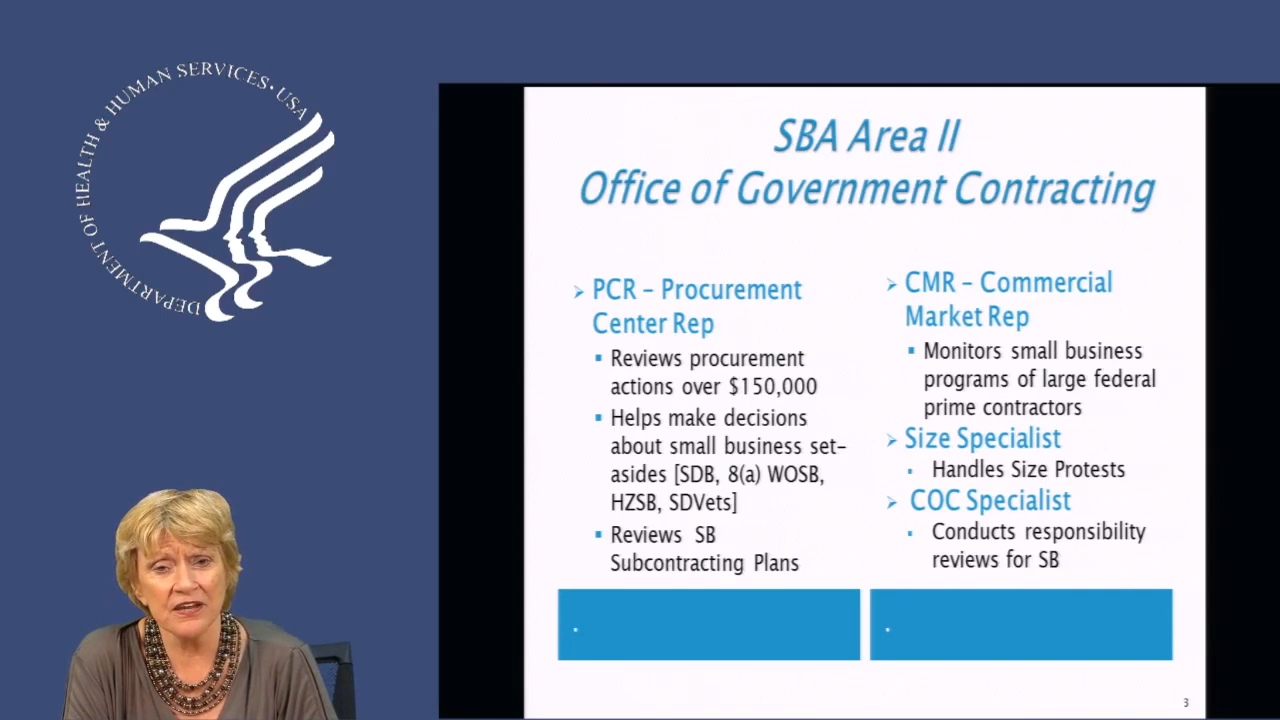 DEPARTMENT OF HEALTH & HUMAN SERVICES • USA
SBA Area II
Office of Government Contracting
➢ PCR – Procurement
Center Rep
▪ Reviews procurement
actions over $150,000
▪ Helps make decisions
about small business set-
asides [SDB, 8(a) WOSB,
HZSB, SDVets]
▪ Reviews SB
Subcontracting Plans
➢ CMR – Commercial
Market Rep
▪ Monitors small business
programs of large federal
prime contractors
➢ Size Specialist
▪ Handles Size Protests
➢ COC Specialist
▪ Conducts responsibility
reviews for SB
3